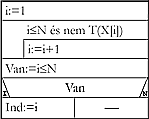 i:=1
i≤N és nem T(X[i])
i:=i+1
Van:=i≤N
Van
I N
Ind:=i —